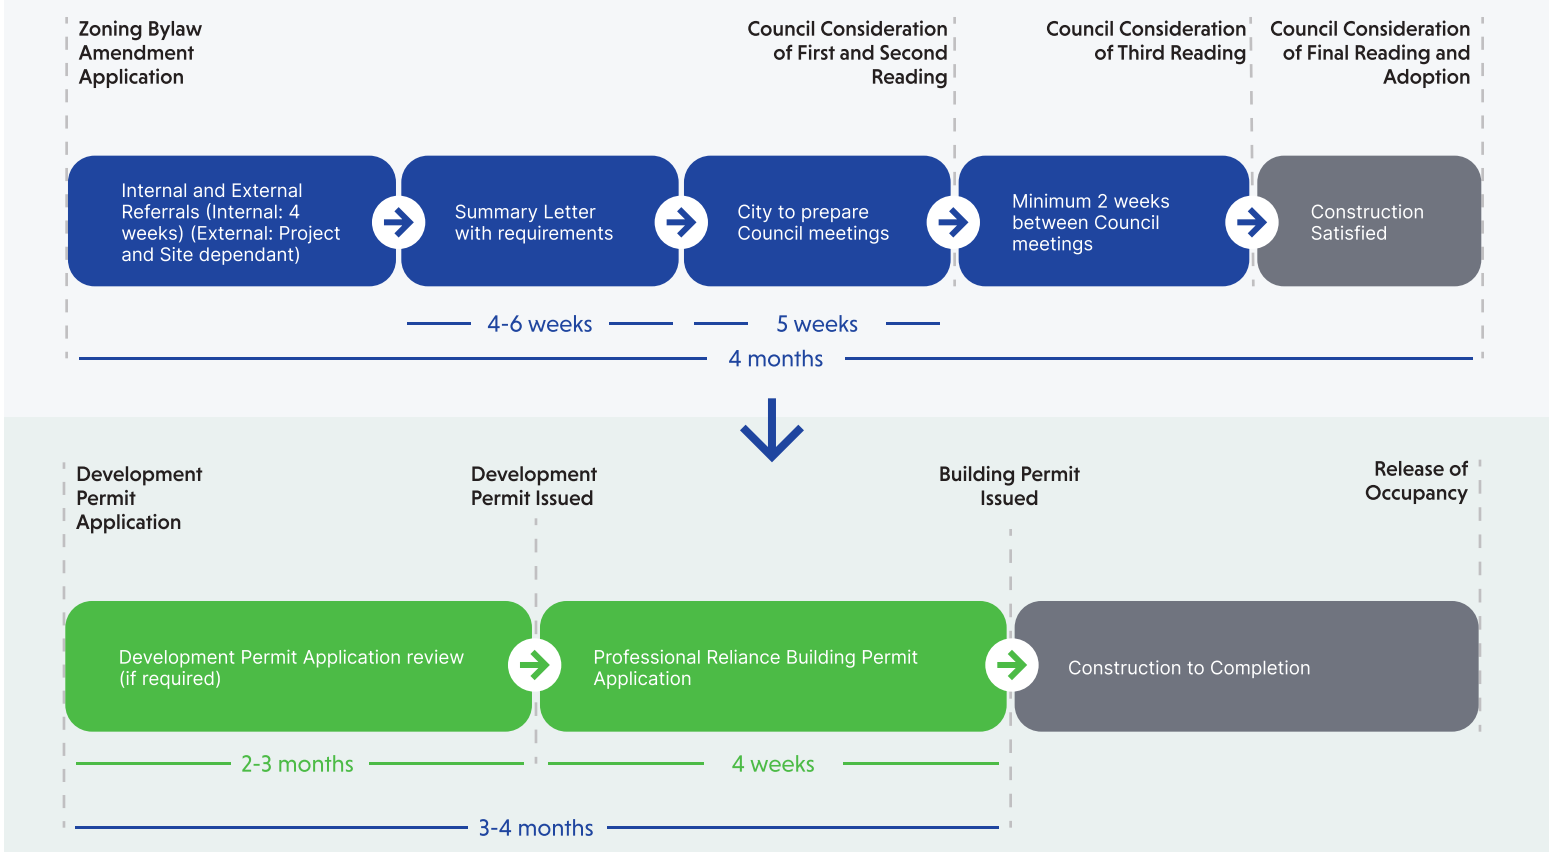 Zoning Bylaw
Amendment
Application
Council Consideration
of First and Second
Reading
Council Consideration
of Third Reading
Council Consideration
of Final Reading and
Adoption
Internal and External
Referrals (Internal: 4
weeks) (External: Project
and Site dependant)
Summary Letter
with requirements
City to prepare
Council meetings
Minimum 2 weeks
between Council
meetings
Construction
Satisfied
4-6 weeks
5 weeks
4 months
Development
Permit
Application
Development
Permit Issued
Building Permit
Issued
Release of
Occupancy
Development Permit Application review
(if required)
Professional Reliance Building Permit
Application
Construction to Completion
2-3 months
4 weeks
3-4 months